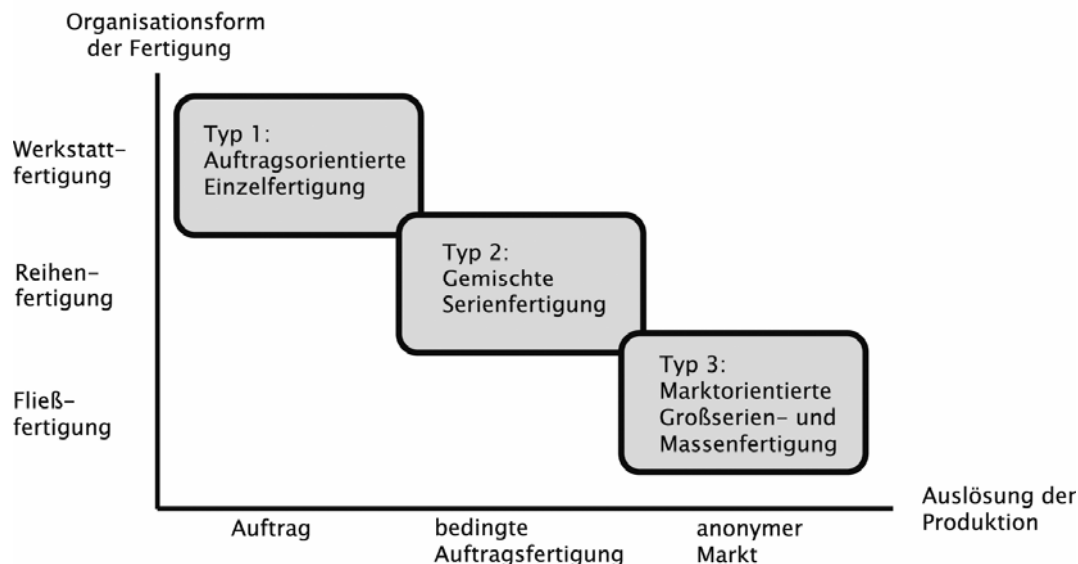 Organisationsform
der Fertigung
Werkstatt-
fertigung
Typ 1:
Auftragsorientierte
Einzelfertigung
Reihen-
fertigung
Typ 2:
Gemischte
Serienfertigung
Fließ-
fertigung
Typ 3:
Marktorientierte
Großserien- und
Massenfertigung
Auftrag
bedingte
Auftragsfertigung
anonymer
Markt
Auslösung der
Produktion